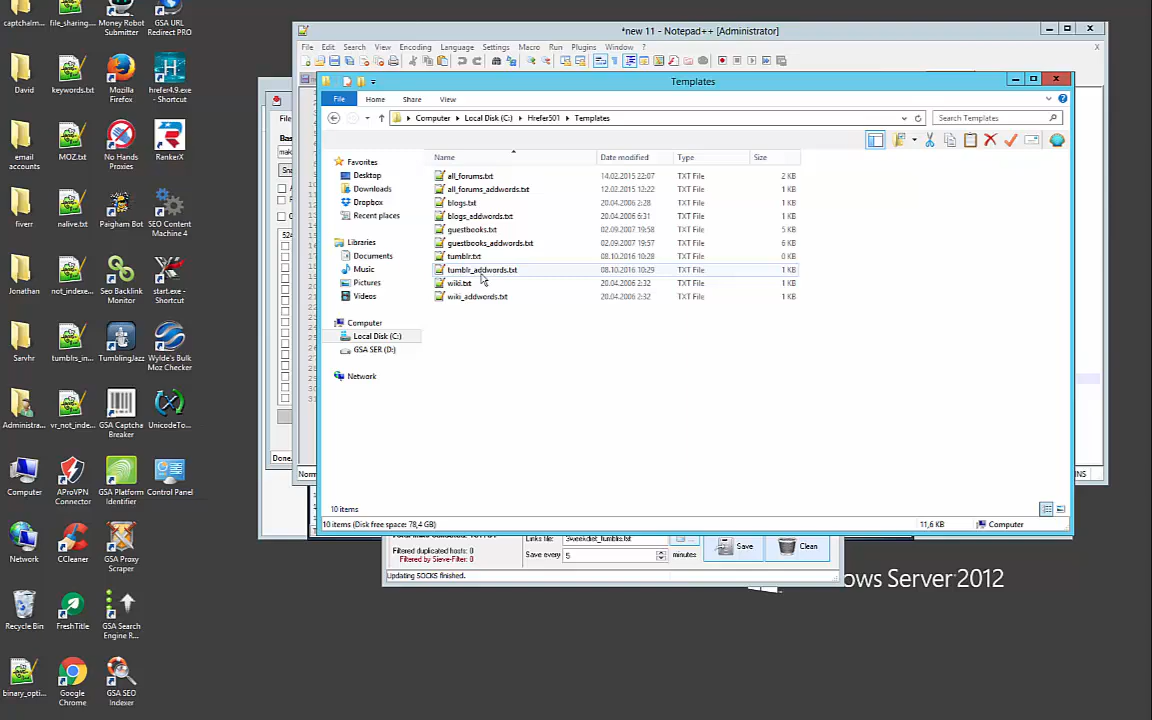 captchalm...
file_sharing...
Money Robot
Submitter
GSA URL
Redirect PRO
David
keywords.txt
Mozilla
Firefox
hrefer4.9.exe
- Shortcut
email
accounts
MOZ.txt
No Hands
Proxies
RankerX
fiverr
nalive.txt
Paigham Bot
SEO Content
Machine 4
Jonathan
not_indexe...
Seo Backlink
Monitor
start.exe -
Shortcut
Sarvhr
tumblrs_in...
TumblingJazz
Wylde's Bulk
Moz Checker
Administra...
vr_not_inde...
GSA Captcha
Breaker
UnicodeTo...
Computer
AProVPN
Connector
GSA Platform
Identifier
Control Panel
Network
CCleaner
GSA Proxy
Scraper
Recycle Bin
FreshTitle
GSA Search
Engine R...
binary_opti...
Google
Chrome
GSA SEO
Indexer
*new 11 - Notepad++ [Administrator]
File Edit Search View Encoding Language Settings Macro Run Plugins Window ?
Templates
File Home Share View
Computer Local Disk (C:) Hrefer501 Templates
Search Templates
Name Date modified Type Size
Favorites
Desktop
Downloads
Dropbox
Recent places
Libraries
Documents
Music
Pictures
Videos
Computer
Local Disk (C:)
GSA SER (D:)
Network
all_forums.txt 14.02.2015 22:07 TXT File 2 KB
all_forums_addwords.txt 12.02.2015 12:22 TXT File 1 KB
blogs.txt 20.04.2006 2:28 TXT File 1 KB
blogs_addwords.txt 20.04.2006 6:31 TXT File 1 KB
guestbooks.txt 02.09.2007 19:58 TXT File 5 KB
guestbooks_addwords.txt 02.09.2007 19:57 TXT File 6 KB
tumblr.txt 08.10.2016 10:28 TXT File 0 KB
tumblr_addwords.txt 08.10.2016 10:29 TXT File 1 KB
wiki.txt 20.04.2006 2:32 TXT File 1 KB
wiki_addwords.txt 20.04.2006 2:32 TXT File 1 KB
10 items
10 items (Disk free space: 78,4 GB) 11,6 KB Computer
Done.
Links file: 3weekdiet_tumblrs.txt
Filtered duplicated hosts: 0
Filtered by Sieve-Filter: 0
Save every 5 minutes
Save
Clean
Updating SOCKS finished.
ows Server 2012